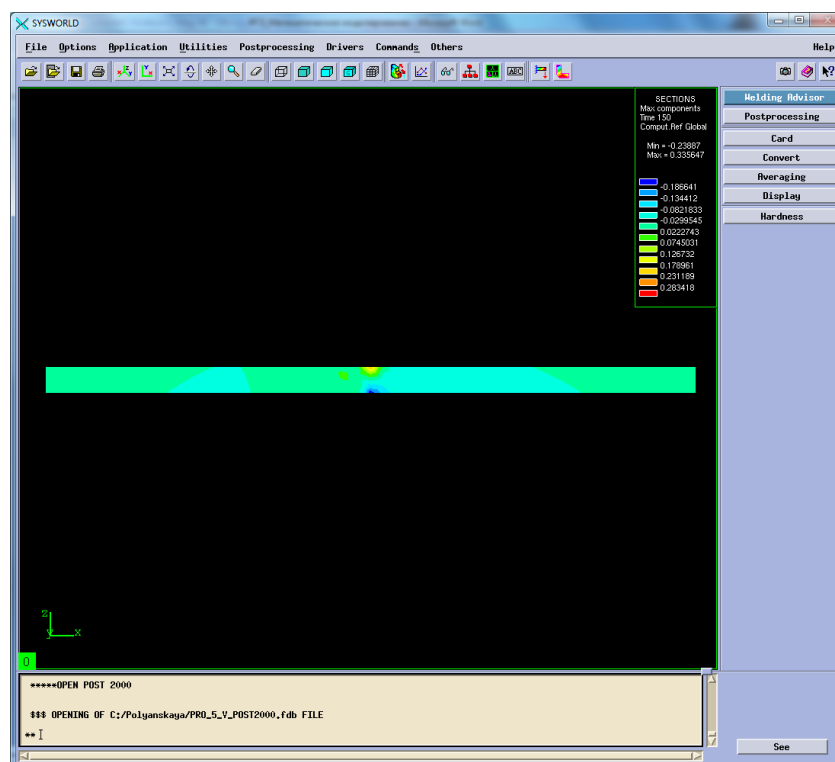 SYSWORLD
File Options Application Utilities Postprocessing Drivers Commands Others Help
ABC
SECTIONS
Max components
Time 150
Comput.Ref Global
Min = -0.23887
Max = 0.335647
-0.186641
-0.134412
-0.0821833
-0.0299545
0.0222743
0.0745031
0.126732
0.178961
0.231189
0.283418
Welding Advisor
Postprocessing
Card
Convert
Averaging
Display
Hardness
z
y x
0
*****OPEN POST 2000
$$$ OPENING OF C:/Polyanskaya/PRO_5_V_POST2000.fdb FILE
**
See